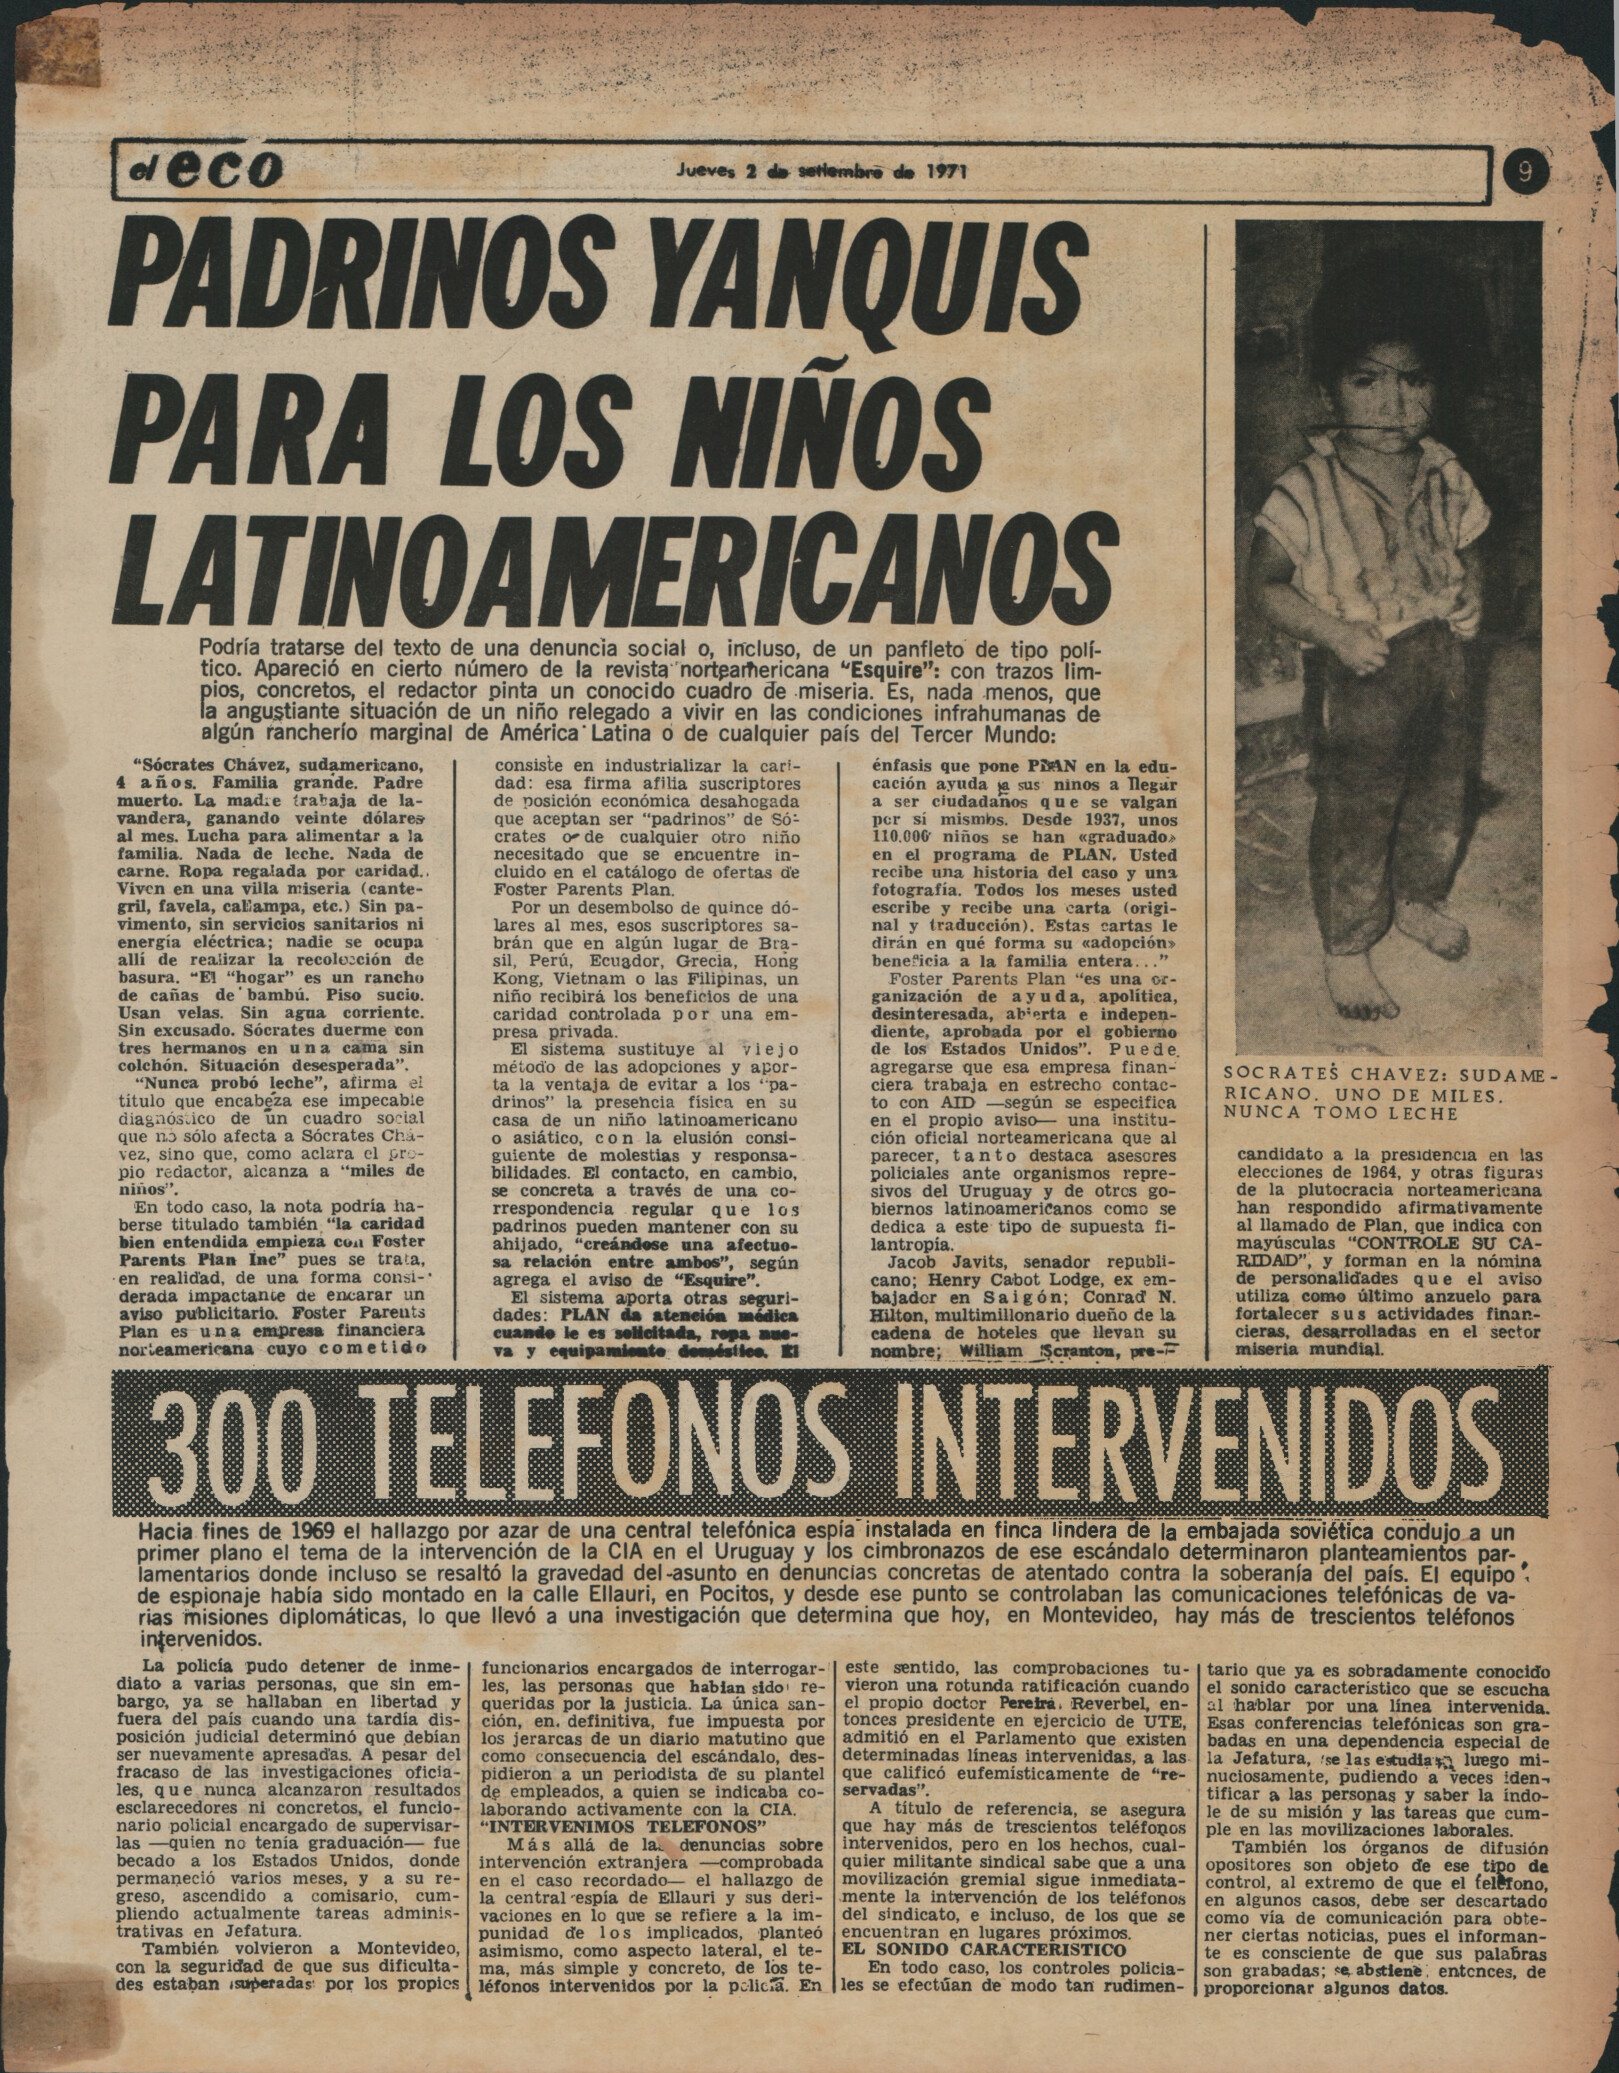 el eco
Jueves 2 de setiembre de 1971
9
PADRINOS YANQUIS
PARA LOS NIÑOS
LATINOAMERICANOS
Podría tratarse del texto de una denuncia social o, incluso, de un panfleto de tipo polí-
tico. Apareció en cierto número de la revista norteamericana "Esquire": con trazos lim-
pios, concretos, el redactor pinta un conocido cuadro de miseria. Es, nada menos, que
la angustiante situación de un niño relegado a vivir en las condiciones infrahumanas de
algún rancherío marginal de América Latina o de cualquier país del Tercer Mundo:
"Sócrates Chávez, sudamericano,
4 años. Familia grande. Padre
muerto. La madre trabaja de la-
vandera, ganando veinte dólares
al mes. Lucha para alimentar a la
familia. Nada de leche. Nada de
carne. Ropa regalada por caridad.
Viven en una villa miseria (cante-
gril, favela, callampa, etc.) Sin pa-
vimento, sin servicios sanitarios ni
energía eléctrica; nadie se ocupa
allí de realizar la recolección de
basura. "El "hogar" es un rancho
de cañas de bambú. Piso sucio.
Usan velas. Sin agua corriente.
Sin excusado. Sócrates duerme con
tres hermanos en una cama sin
colchón. Situación desesperada".
"Nunca probó leche", afirma el
título que encabeza ese impecable
diagnóstico de un cuadro social
que no sólo afecta a Sócrates Chá-
vez, sino que, como aclara el pro-
pio redactor, alcanza a "miles de
niños".
En todo caso, la nota podría ha-
berse titulado también "la caridad
bien entendida empieza con Foster
Parents Plan Inc" pues se trata,
en realidad, de una forma consi-
derada impactante de encarar un
aviso publicitario. Foster Parents
Plan es una empresa financiera
norteamericana cuyo cometido
consiste en industrializar la cari-
dad: esa firma afilia suscriptores
de posición económica desahogada
que aceptan ser "padrinos" de Só-
crates o de cualquier otro niño
necesitado que se encuentre in-
cluido en el catálogo de ofertas de
Foster Parents Plan.
Por un desembolso de quince dó-
lares al mes, esos suscriptores sa-
brán que en algún lugar de Bra-
sil, Perú, Ecuador, Grecia, Hong
Kong, Vietnam o las Filipinas, un
niño recibirá los beneficios de una
caridad controlada por una em-
presa privada.
El sistema sustituye al viejo
método de las adopciones y apor-
ta la ventaja de evitar a los "pa-
drinos" la presencia física en su
casa de un niño latinoamericano
o asiático, con la elusión consi-
guiente de molestias y responsa-
bilidades. El contacto, en cambio,
se concreta a través de una co-
rrespondencia regular que los
padrinos pueden mantener con su
ahijado, "creándose una afectuo-
sa relación entre ambos", según
agrega el aviso de "Esquire".
El sistema aporta otras seguri-
dades: PLAN da atención médica
cuando le es solicitada, ropa nue-
va y equipamiento doméstico. El
énfasis que pone PLAN en la edu-
cación ayuda a sus ninos a llegar
a ser ciudadaños que se valgan
por sí mismos. Desde 1937, unos
110.000 niños se han «graduado»
en el programa de PLAN. Usted
recibe una historia del caso y una
fotografía. Todos los meses usted
escribe y recibe una carta (origi-
nal y traducción). Estas cartas le
dirán en qué forma su «adopción»
beneficia a la familia entera..."
Foster Parents Plan "es una or-
ganización de ayuda, apolítica,
desinteresada, abierta e indepen-
diente, aprobada por el gobierno
de los Estados Unidos". Puede
agregarse que esa empresa finan-
ciera trabaja en estrecho contac-
to con AID —según se especifica
en el propio aviso— una institu-
ción oficial norteamericana que al
parecer, tanto destaca asesores
policiales ante organismos repre-
sivos del Uruguay y de otros go-
biernos latinoamericanos como se
dedica a este tipo de supuesta fi-
lantropía.
Jacob Javits, senador republi-
cano; Henry Cabot Lodge, ex em-
bajador en Saigón; Conrad N.
Hilton, multimillonario dueño de la
cadena de hoteles que llevan su
nombre; William Scranton, pre-
SOCRATES CHAVEZ: SUDAME-
RICANO. UNO DE MILES.
NUNCA TOMO LECHE
candidato a la presidencia en las
elecciones de 1964, y otras figuras
de la plutocracia norteamericana
han respondido afirmativamente
al llamado de Plan, que indica con
mayúsculas "CONTROLE SU CA-
RIDAD", y forman en la nómina
de personalidades que el aviso
utiliza como último anzuelo para
fortalecer sus actividades finan-
cieras, desarrolladas en el sector
miseria mundial.
300 TELEFONOS INTERVENIDOS
Hacia fines de 1969 el hallazgo por azar de una central telefónica espía instalada en finca lindera de la embajada soviética condujo a un
primer plano el tema de la intervención de la CIA en el Uruguay y los cimbronazos de ese escándalo determinaron planteamientos par-
lamentarios donde incluso se resaltó la gravedad del asunto en denuncias concretas de atentado contra la soberanía del país. El equipo
de espionaje había sido montado en la calle Ellauri, en Pocitos, y desde ese punto se controlaban las comunicaciones telefónicas de va-
rias misiones diplomáticas, lo que llevó a una investigación que determina que hoy, en Montevideo, hay más de trescientos teléfonos
intervenidos.
La policía pudo detener de inme-
diato a varias personas, que sin em-
bargo, ya se hallaban en libertad y
fuera del país cuando una tardía dis-
posición judicial determinó que debían
ser nuevamente apresadas. A pesar del
fracaso de las investigaciones oficia-
les, que nunca alcanzaron resultados
esclarecedores ni concretos, el funcio-
nario policial encargado de supervisar-
las —quien no tenía graduación— fue
becado a los Estados Unidos, donde
permaneció varios meses, y a su re-
greso, ascendido a comisario, cum-
pliendo actualmente tareas adminis-
trativas en Jefatura.
También volvieron a Montevideo,
con la seguridad de que sus dificulta-
des estaban superadas por los propios
funcionarios encargados de interrogar-
les, las personas que habían sido re-
queridas por la justicia. La única san-
ción, en. definitiva, fue impuesta por
los jerarcas de un diario matutino que
como consecuencia del escándalo, des-
pidieron a un periodista de su plantel
de empleados, a quien se indicaba co-
laborando activamente con la CIA.
"INTERVENIMOS TELEFONOS"
Más allá de las denuncias sobre
intervención extranjera —comprobada
en el caso recordado— el hallazgo de
la central espía de Ellauri y sus deri-
vaciones en lo que se refiere a la im-
punidad de los implicados, planteó
asimismo, como aspecto lateral, el te-
ma, más simple y concreto, de los te-
léfonos intervenidos por la policía. En
este sentido, las comprobaciones tu-
vieron una rotunda ratificación cuando
el propio doctor Pereira Reverbel, en-
tonces presidente en ejercicio de UTE,
admitió en el Parlamento que existen
determinadas líneas intervenidas, a las
que calificó eufemísticamente de "re-
servadas".
A título de referencia, se asegura
que hay más de trescientos teléfonos
intervenidos, pero en los hechos, cual-
quier militante sindical sabe que a una
movilización gremial sigue inmediata-
mente la intervención de los teléfonos
del sindicato, e incluso, de los que se
encuentran en lugares próximos.
EL SONIDO CARACTERISTICO
En todo caso, los controles policia-
les se efectúan de modo tan rudimen-
tario que ya es sobradamente conocido
el sonido característico que se escucha
al hablar por una línea intervenida.
Esas conferencias telefónicas son gra-
badas en una dependencia especial de
la Jefatura, se las estudia luego mi-
nuciosamente, pudiendo a veces iden-
tificar a las personas y saber la índo-
le de su misión y las tareas que cum-
ple en las movilizaciones laborales.
También los órganos de difusión
opositores son objeto de ese tipo de
control, al extremo de que el teléfono,
en algunos casos, debe ser descartado
como vía de comunicación para obte-
ner ciertas noticias, pues el informan-
te es consciente de que sus palabras
son grabadas; se abstiene entonces, de
proporcionar algunos datos.